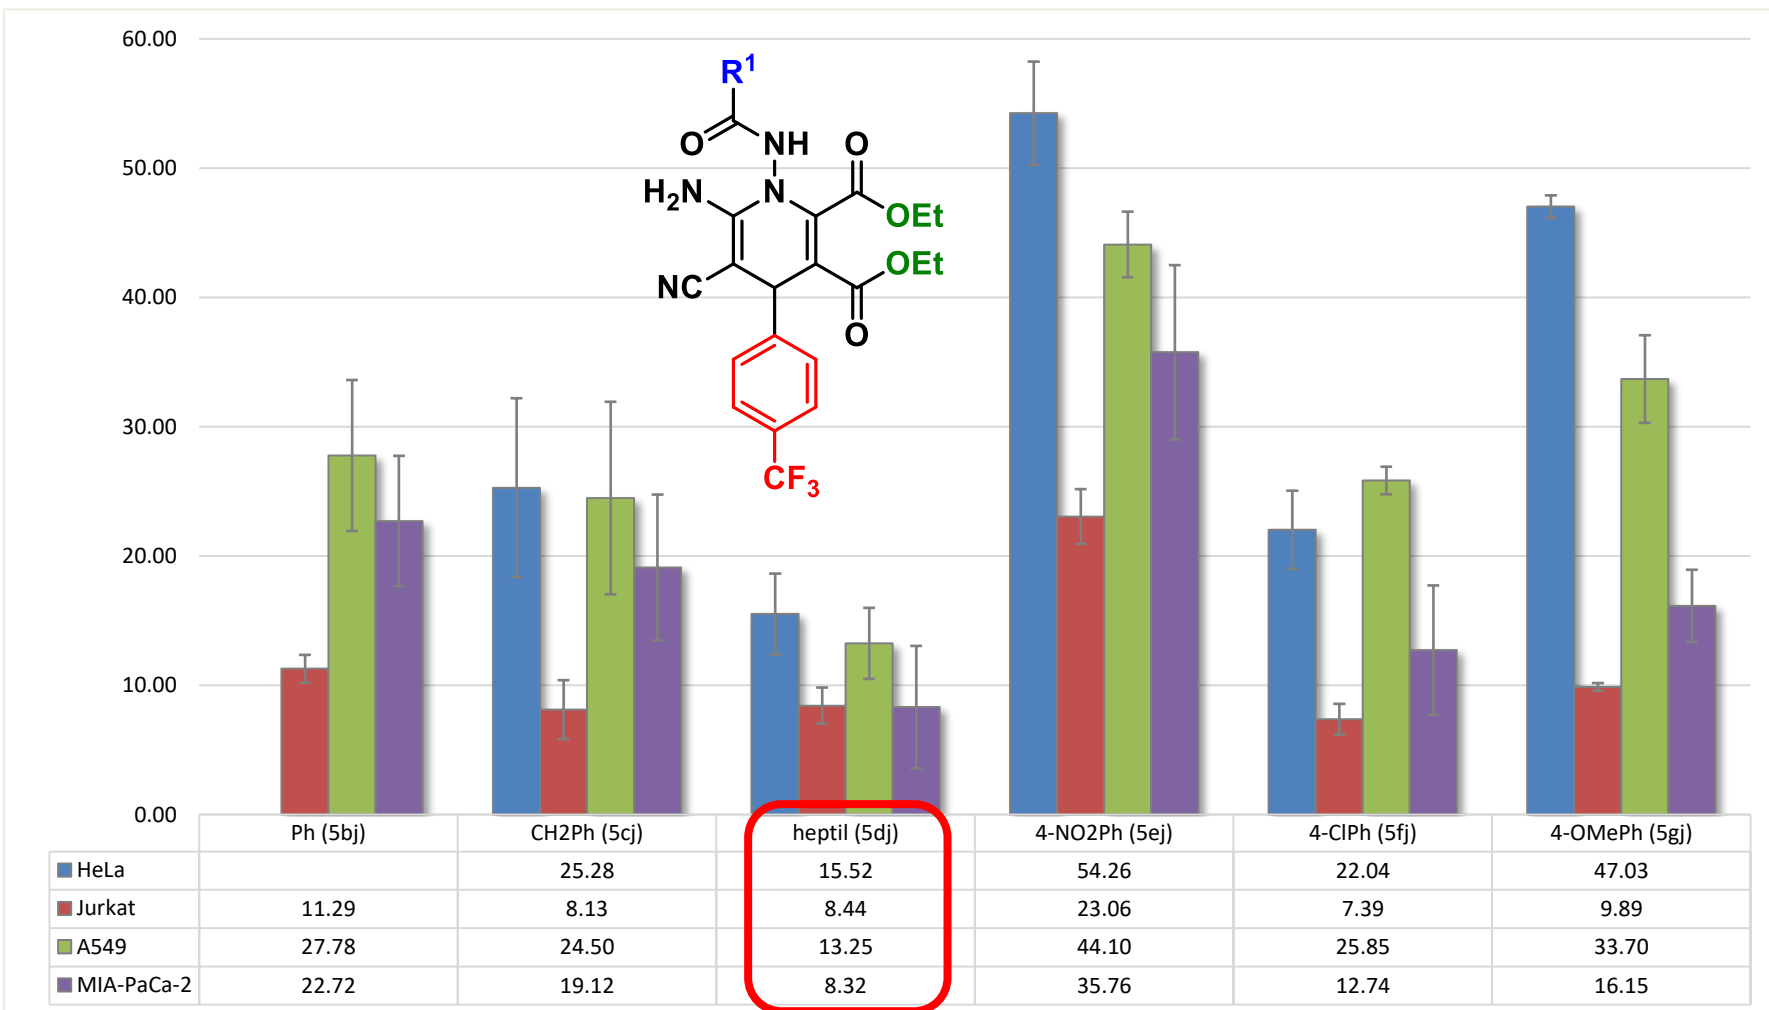 60.00
50.00
40.00
30.00
20.00
10.00
0.00
R1
O
NH
O
H2N
N
OEt
OEt
NC
O
CF3
Ph (5bj) CH2Ph (5cj) heptil (5dj) 4-NO2Ph (5ej) 4-ClPh (5fj) 4-OMePh (5gj)
HeLa 25.28 15.52 54.26 22.04 47.03
Jurkat 11.29 8.13 8.44 23.06 7.39 9.89
A549 27.78 24.50 13.25 44.10 25.85 33.70
MIA-PaCa-2 22.72 19.12 8.32 35.76 12.74 16.15